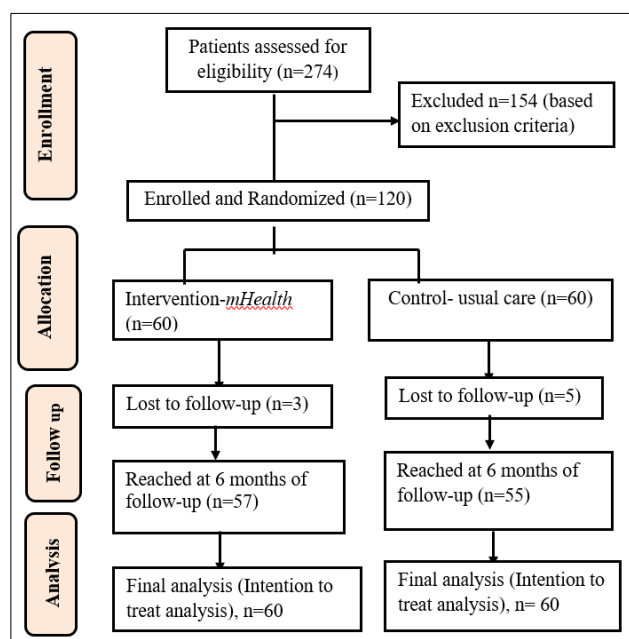 Enrollment
Patients assessed for
eligibility (n=274)
Excluded n=154 (based
on exclusion criteria)
Enrolled and Randomized (n=120)
Allocation
Intervention-mHealth
(n=60)
Control- usual care (n=60)
Follow up
Lost to follow-up (n=3)
Lost to follow-up (n=5)
Reached at 6 months of
follow-up (n=57)
Reached at 6 months of
follow-up (n=55)
Analysis
Final analysis (Intention to
treat analysis), n=60
Final analysis (Intention to
treat analysis), n= 60